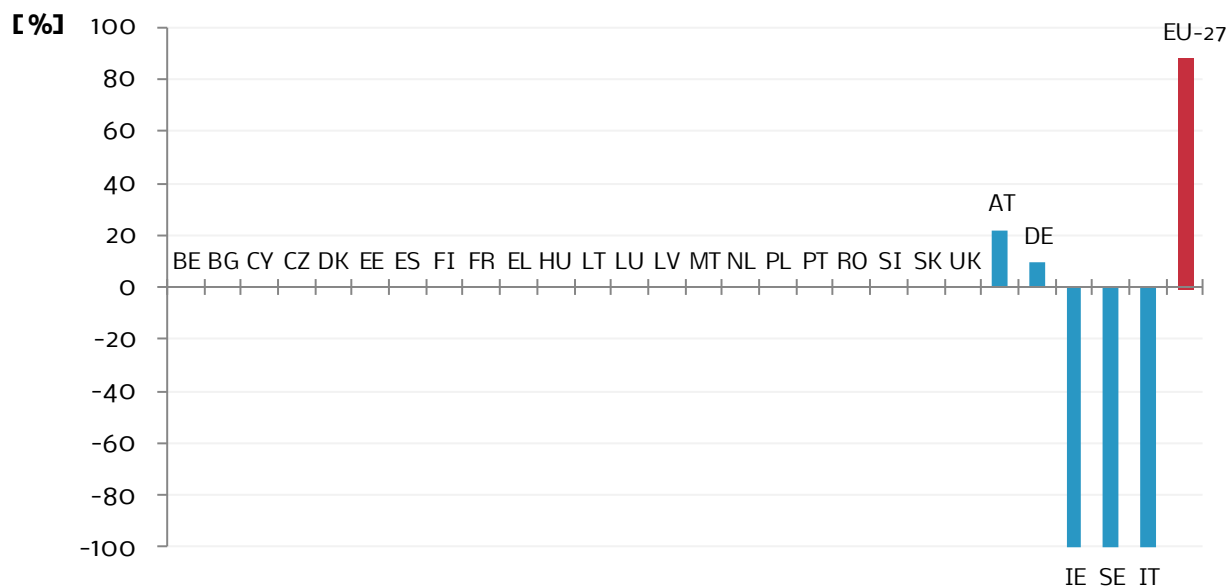 [%]
100
EU-27
80
60
40
AT
20
DE
BE BG CY CZ DK EE ES FI FR EL HU LT LU LV MT NL PL PT RO SI SK UK
0
-20
-40
-60
-80
-100
IE SE IT